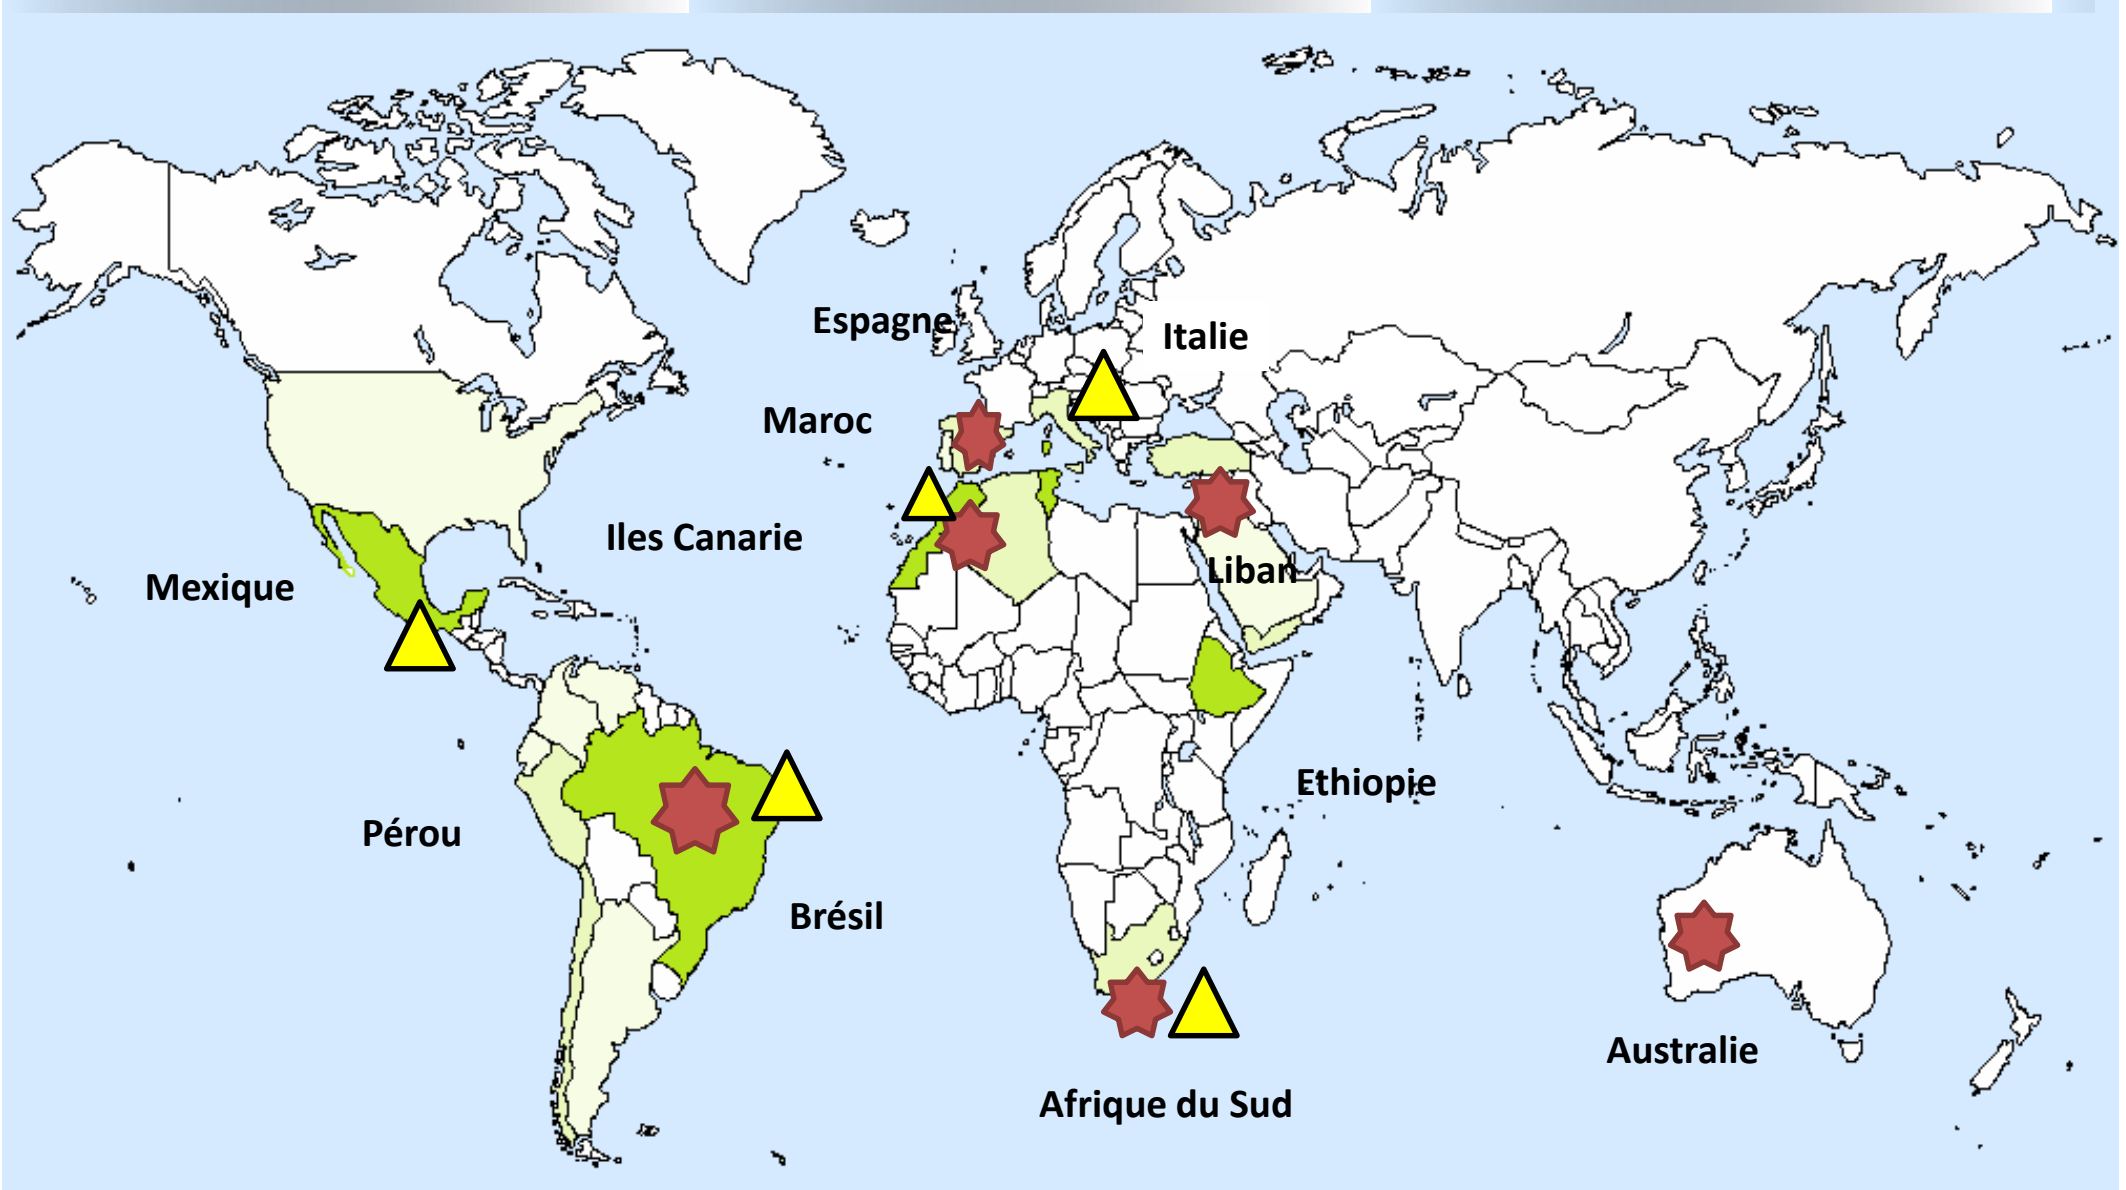 Espagne
Italie
Maroc
Iles Canarie
Liban
Mexique
Ethiopie
Pérou
Brésil
Australie
Afrique du Sud